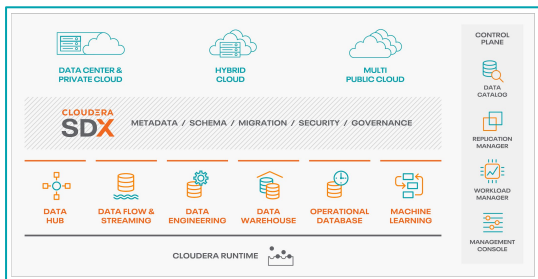 DATA CENTER &
PRIVATE CLOUD
HYBRID
CLOUD
MULTI
PUBLIC CLOUD
CLOUDERA
SDX
METADATA / SCHEMA / MIGRATION / SECURITY / GOVERNANCE
DATA
HUB
DATA FLOW &
STREAMING
DATA
ENGINEERING
DATA
WAREHOUSE
OPERATIONAL
DATABASE
MACHINE
LEARNING
CLOUDERA RUNTIME
CONTROL
PLANE
DATA
CATALOG
REPLICATION
MANAGER
WORKLOAD
MANAGER
MANAGEMENT
CONSOLE